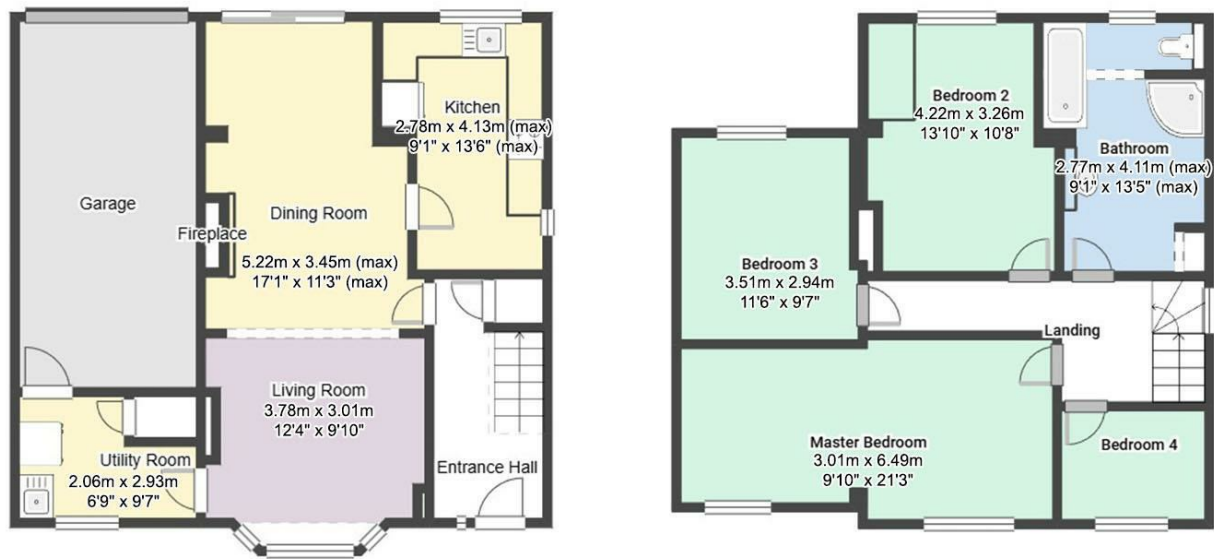 Garage
Fireplace
Dining Room
5.22m x 3.45m (max)
17'1" x 11'3" (max)
Kitchen
2.78m x 4.13m (max)
9'1" x 13'6" (max)
Living Room
3.78m x 3.01m
12'4" x 9'10"
Utility Room
2.06m x 2.93m
6'9" x 9'7"
Entrance Hall
Bedroom 2
4.22m x 3.26m
13'10" x 10'8"
Bathroom
2.77m x 4.11m (max)
9'1" x 13'5" (max)
Bedroom 3
3.51m x 2.94m
11'6" x 9'7"
Landing
Master Bedroom
3.01m x 6.49m
9'10" x 21'3"
Bedroom 4